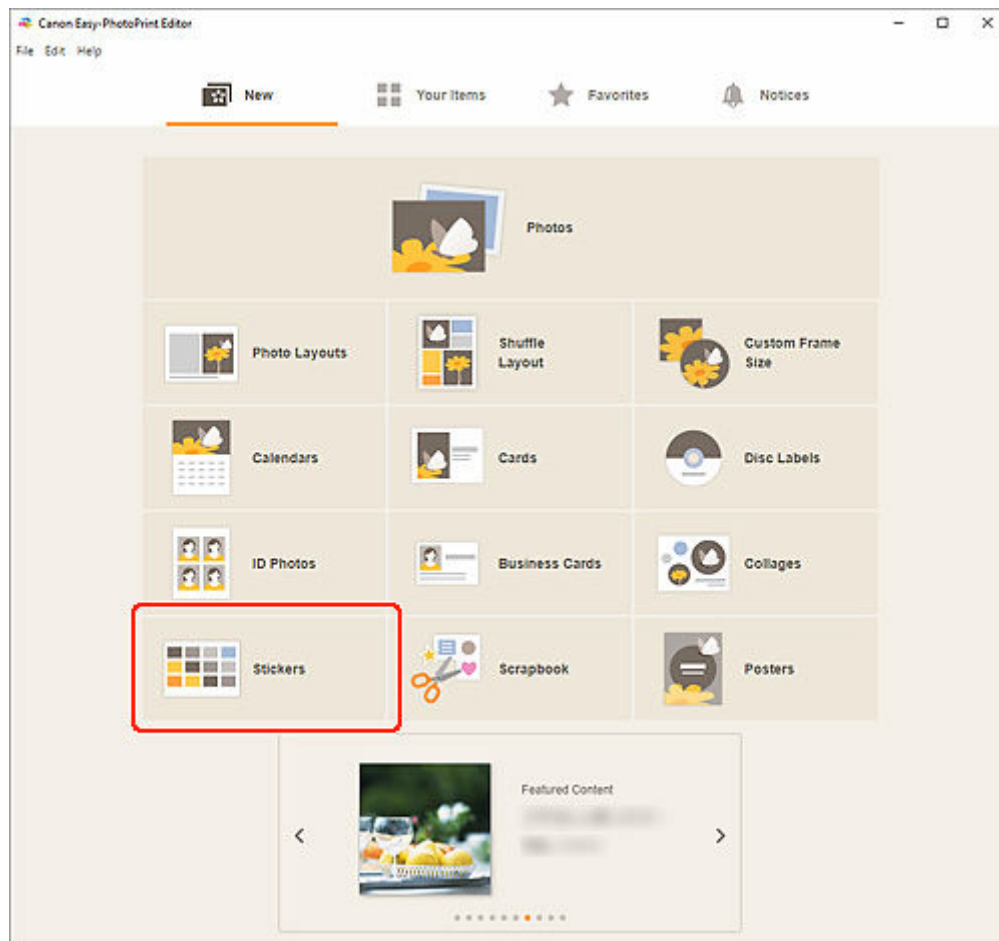 Canon Easy-PhotoPrint Editor
File Edit Help
New
Your Items
Favorites
Notices
Photos
Photo Layouts
Shuffle
Layout
Custom Frame
Size
Calendars
Cards
Disc Labels
ID Photos
Business Cards
Collages
Stickers
Scrapbook
Posters
Featured Content